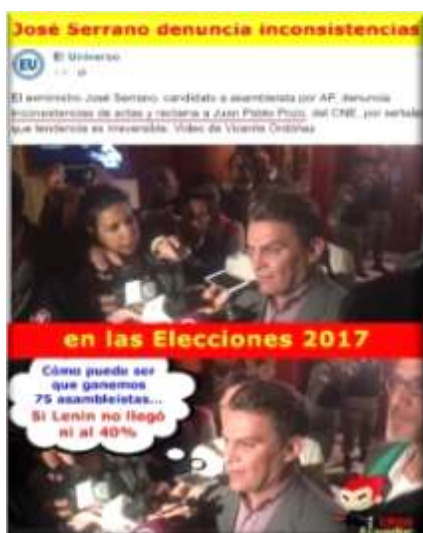 José Serrano denuncia inconsistencias
EU
El Universo
El exministro José Serrano, candidato a asambleísta por AP, denuncia
inconsistencias de actas y reclama a Juan Pablo Pozo, del CNE, por señalar
que tendencia es irreversible. Video de Vicente Ordóñez
en las Elecciones 2017
Cómo puede ser
que ganemos
75 asambleistas...
Si Lenin no llegó
ni al 40%